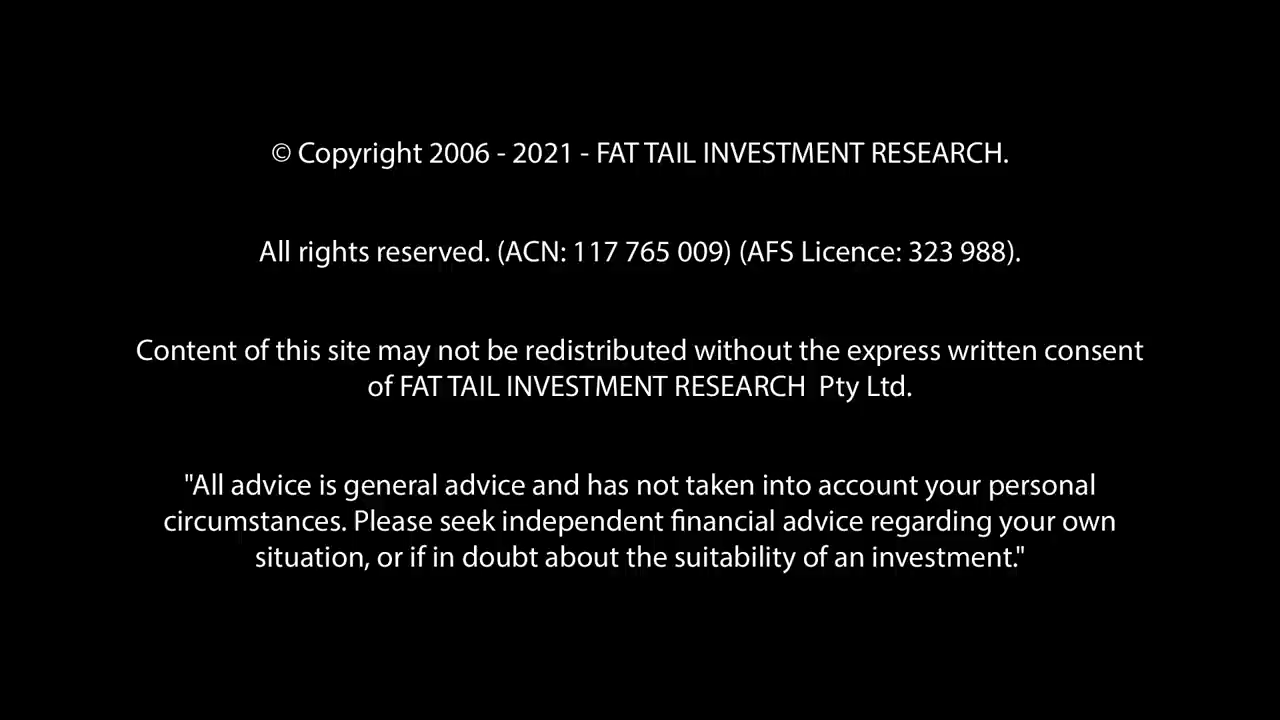 © Copyright 2006 - 2021 - FAT TAIL INVESTMENT RESEARCH.
All rights reserved. (ACN: 117 765 009) (AFS Licence: 323 988).
Content of this site may not be redistributed without the express written consent
of FAT TAIL INVESTMENT RESEARCH  Pty Ltd.
"All advice is general advice and has not taken into account your personal
circumstances. Please seek independent financial advice regarding your own
situation, or if in doubt about the suitability of an investment."